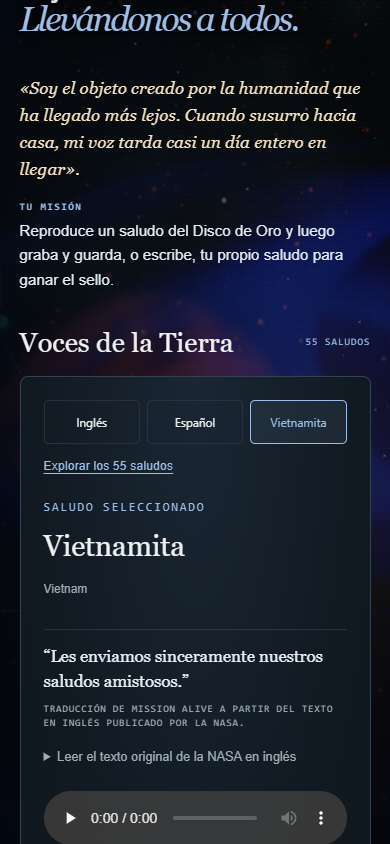 Llevándonos a todos.
«Soy el objeto creado por la humanidad que
ha llegado más lejos. Cuando susurro hacia
casa, mi voz tarda casi un día entero en
llegar».
TU MISIÓN
Reproduce un saludo del Disco de Oro y luego
graba y guarda, o escribe, tu propio saludo para
ganar el sello.
Voces de la Tierra
55 SALUDOS
Inglés
Español
Vietnamita
Explorar los 55 saludos
SALUDO SELECCIONADO
Vietnamita
Vietnam
“Les enviamos sinceramente nuestros
saludos amistosos.”
TRADUCCIÓN DE MISSION ALIVE A PARTIR DEL TEXTO
EN INGLÉS PUBLICADO POR LA NASA.
Leer el texto original de la NASA en inglés
0:00 / 0:00